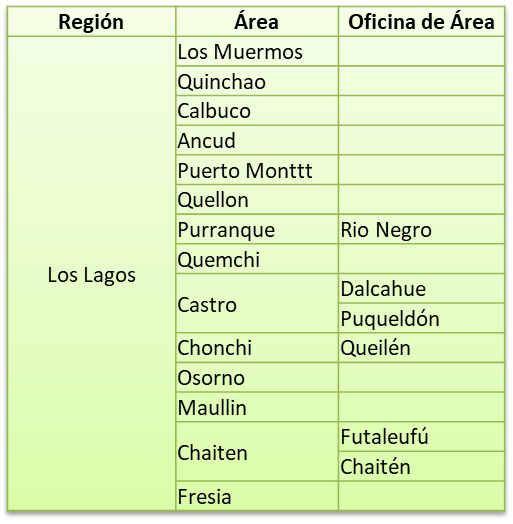 Región Área Oficina de Área
Los Muermos
Quinchao
Calbuco
Ancud
Puerto Monttt
Quellon
Purranque Rio Negro
Quemchi
Los Lagos
Castro
Dalcahue
Puqueldón
Chonchi Queilén
Osorno
Maullin
Chaiten
Futaleufú
Chaitén
Fresia